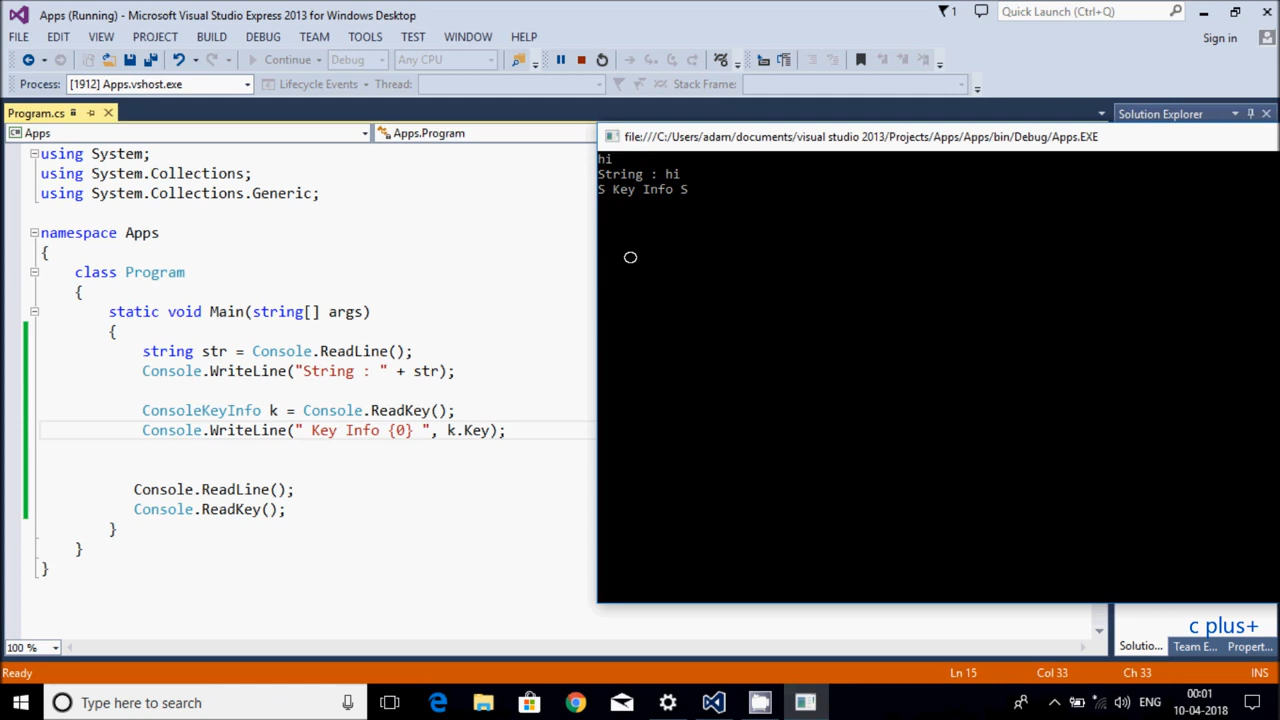 Apps (Running) - Microsoft Visual Studio Express 2013 for Windows Desktop
1
Quick Launch (Ctrl+Q)
FILE EDIT VIEW PROJECT BUILD DEBUG TEAM TOOLS TEST WINDOW HELP
Sign in
Continue Debug Any CPU
Process: [1912] Apps.vshost.exe Lifecycle Events Thread: Stack Frame:
Program.cs
Solution Explorer
Apps Apps.Program
using System;
using System.Collections;
using System.Collections.Generic;
namespace Apps
{
class Program
{
static void Main(string[] args)
{
string str = Console.ReadLine();
Console.WriteLine("String : " + str);
ConsoleKeyInfo k = Console.ReadKey();
Console.WriteLine(" Key Info {0} ", k.Key);
Console.ReadLine();
Console.ReadKey();
}
}
}
file:///C:/Users/adam/documents/visual studio 2013/Projects/Apps/Apps/bin/Debug/Apps.EXE
hi
String : hi
S Key Info S
c plus+
100 %
Solutio... Team E... Propert...
Ready Ln 15 Col 33 Ch 33 INS
Type here to search
ENG
00:01
10-04-2018